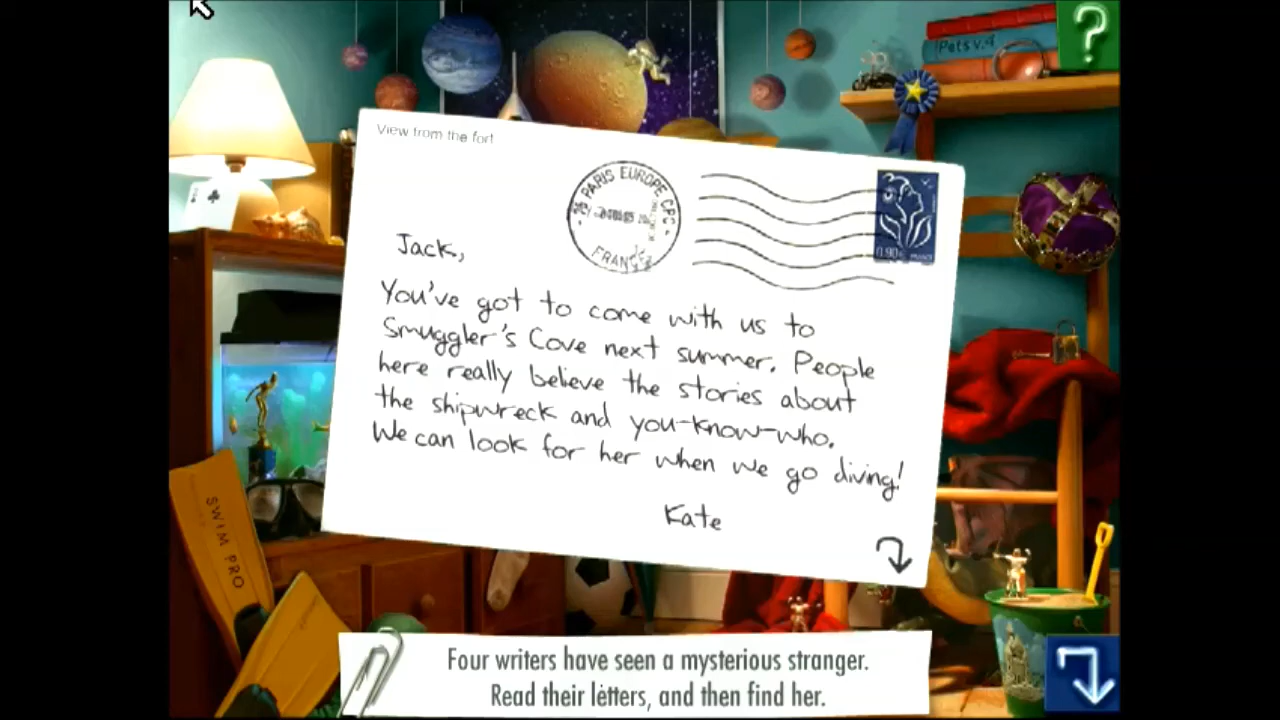 Pets v.4
?
View from the fort
PARIS EUROPE CPC
FRANCE
0.90€
Jack,
You've got to come with us to
Smuggler's Cove next summer. People
here really believe the stories about
the shipwreck and you-know-who.
We can look for her when we go diving!
Kate
SWIM PRO
Four writers have seen a mysterious stranger.
Read their letters, and then find her.